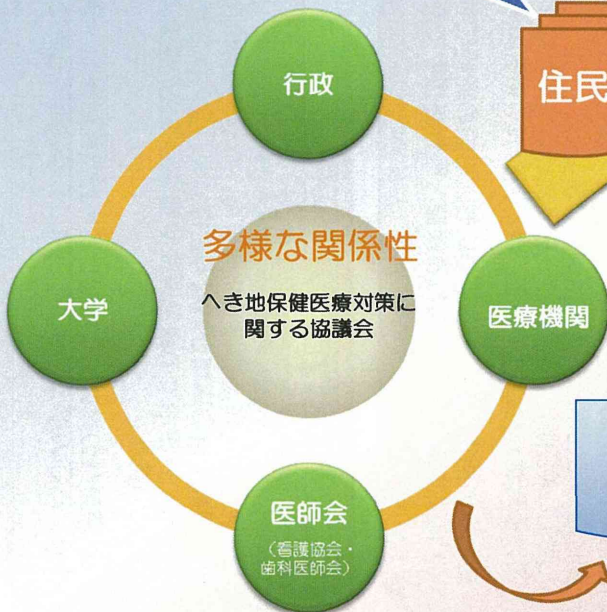 行政
住民
多様な関係性
へき地保健医療対策に
関する協議会
大学
医療機関
医師会
(看護協会・
歯科医師会)